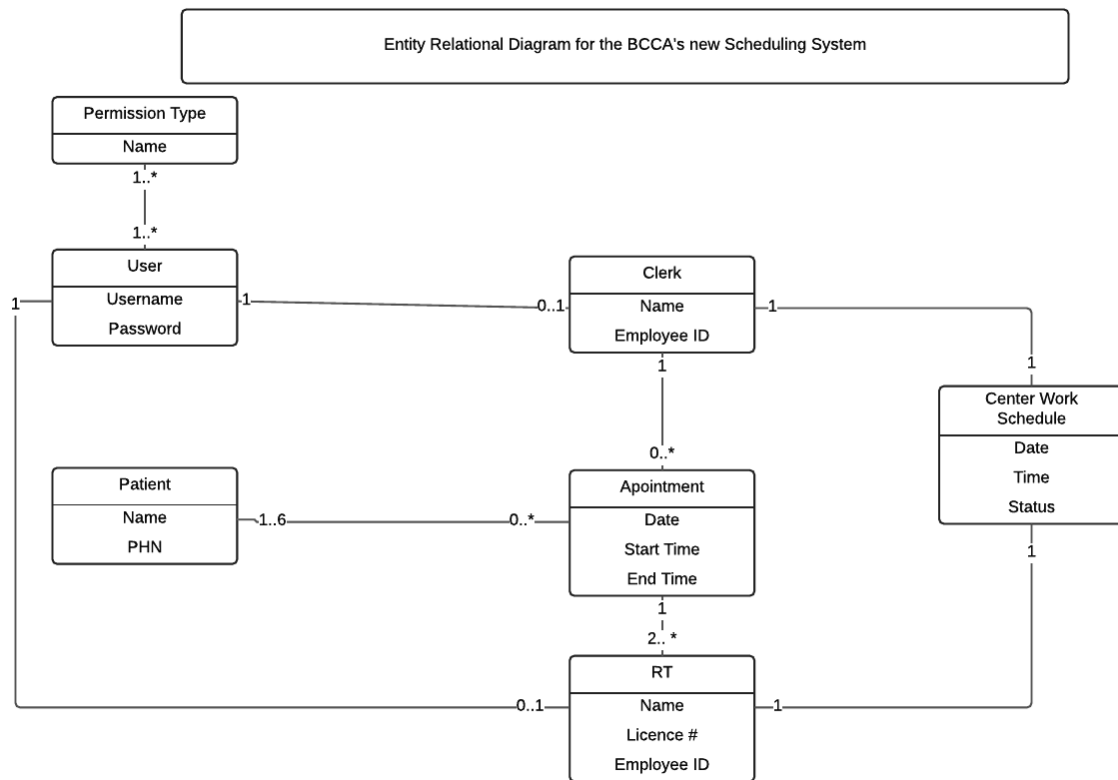 Entity Relational Diagram for the BCCA's new Scheduling System
Permission Type
Name
1..*
1..*
User
Username
Password
1
1
0..1
Clerk
Name
Employee ID
1
1
1
Center Work
Schedule
Date
Time
Status
1
0..*
Patient
Name
PHN
1..6
0..*
Apointment
Date
Start Time
End Time
1
2.. *
RT
Name
Licence #
Employee ID
0..1
1